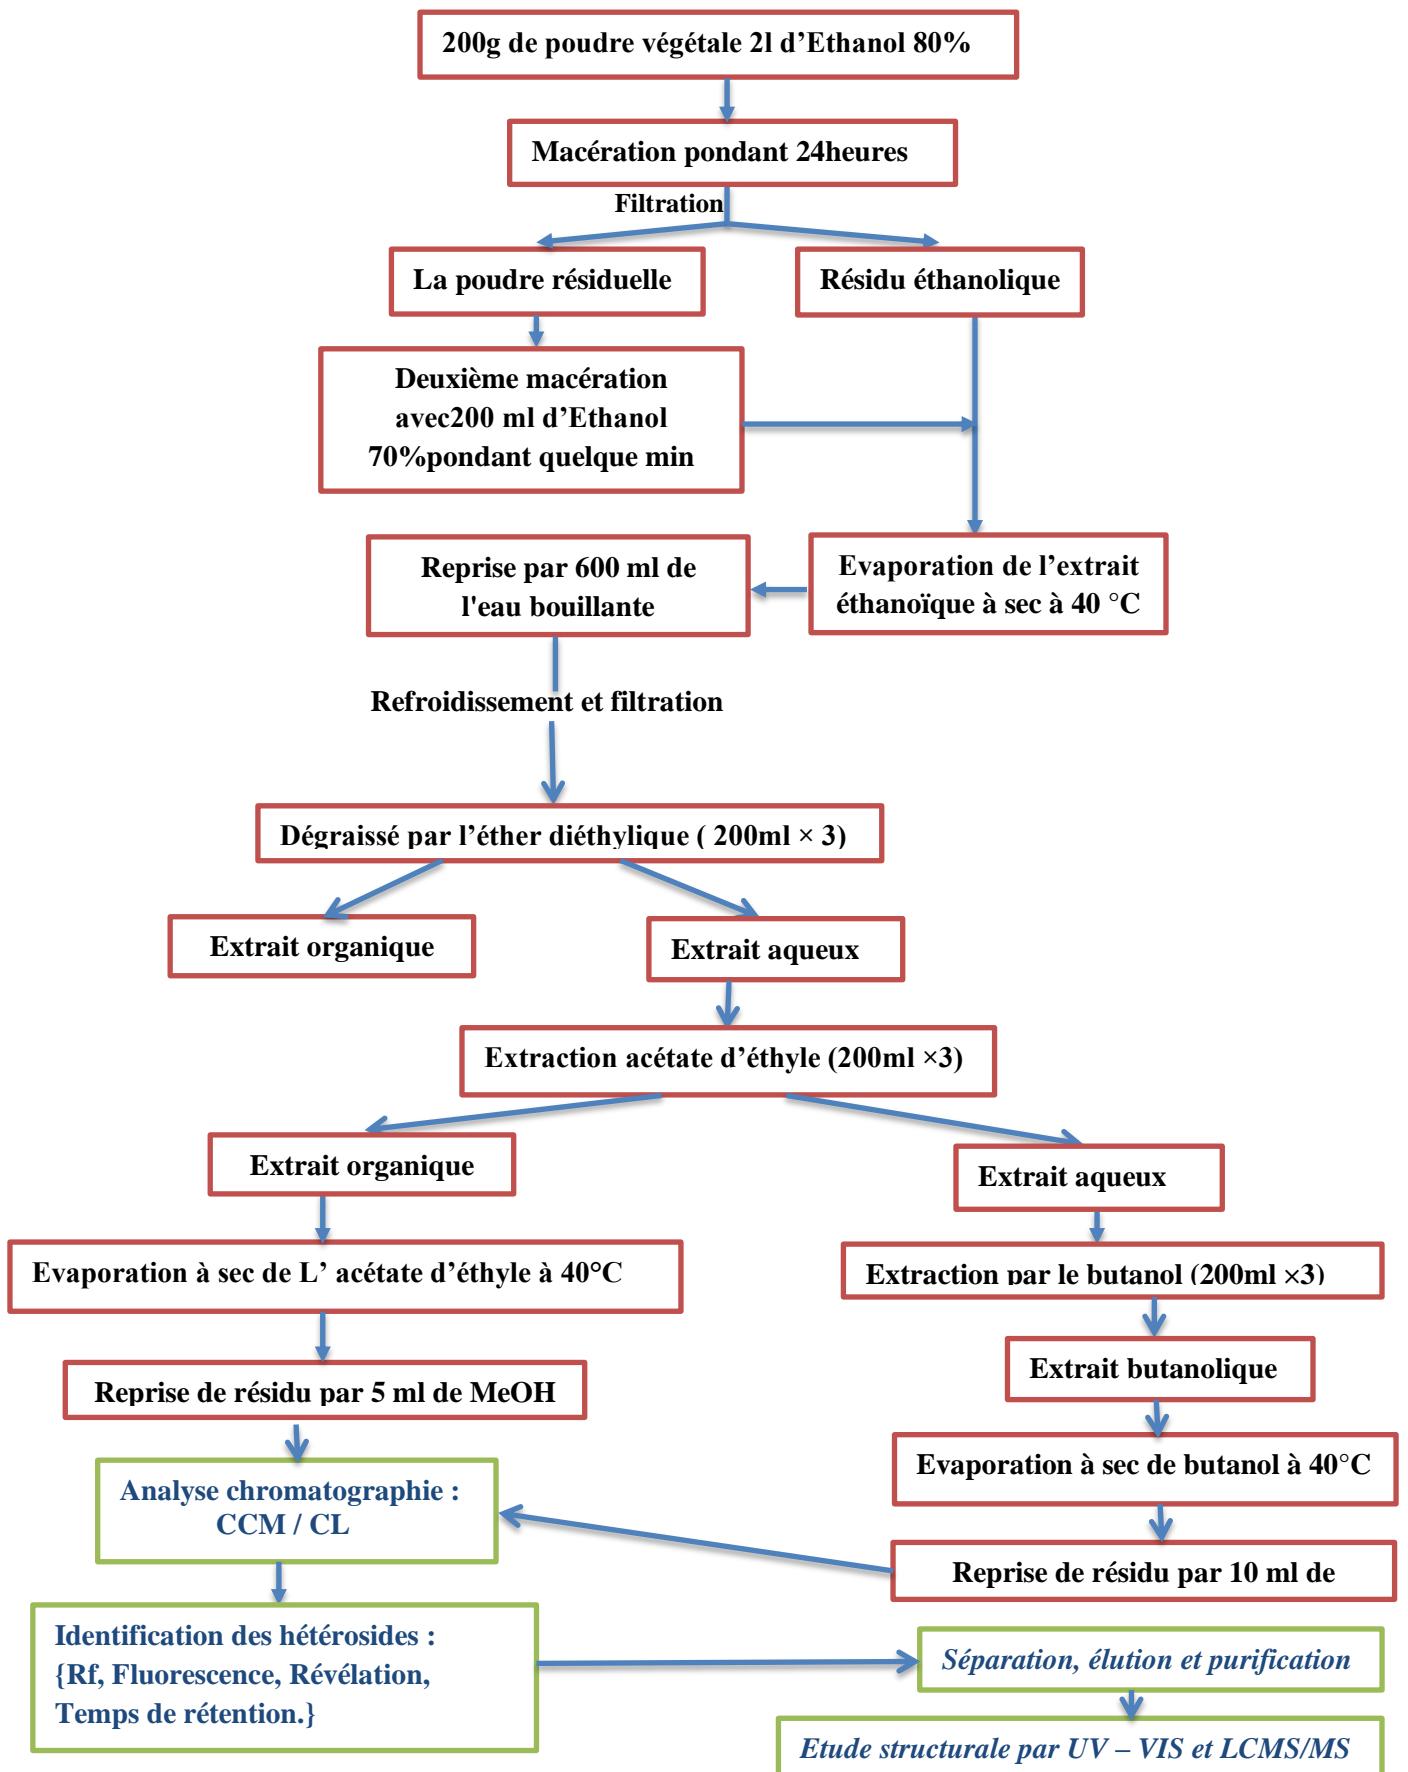 200g de poudre végétale 2l d’Ethanol 80%
Macération pondant 24heures
Filtration
La poudre résiduelle
Résidu éthanolique
Deuxième macération
avec200 ml d’Ethanol
70%pondant quelque min
Reprise par 600 ml de
l'eau bouillante
Evaporation de l’extrait
éthanoïque à sec à 40 °C
Refroidissement et filtration
Dégraissé par l’éther diéthylique ( 200ml × 3)
Extrait organique
Extrait aqueux
Extraction acétate d’éthyle (200ml ×3)
Extrait organique
Extrait aqueux
Evaporation à sec de L’ acétate d’éthyle à 40°C
Extraction par le butanol (200ml ×3)
Reprise de résidu par 5 ml de MeOH
Extrait butanolique
Evaporation à sec de butanol à 40°C
Analyse chromatographie :
CCM / CL
Reprise de résidu par 10 ml de
Identification des hétérosides :
{Rf, Fluorescence, Révélation,
Temps de rétention.}
Séparation, élution et purification
Etude structurale par UV – VIS et LCMS/MS